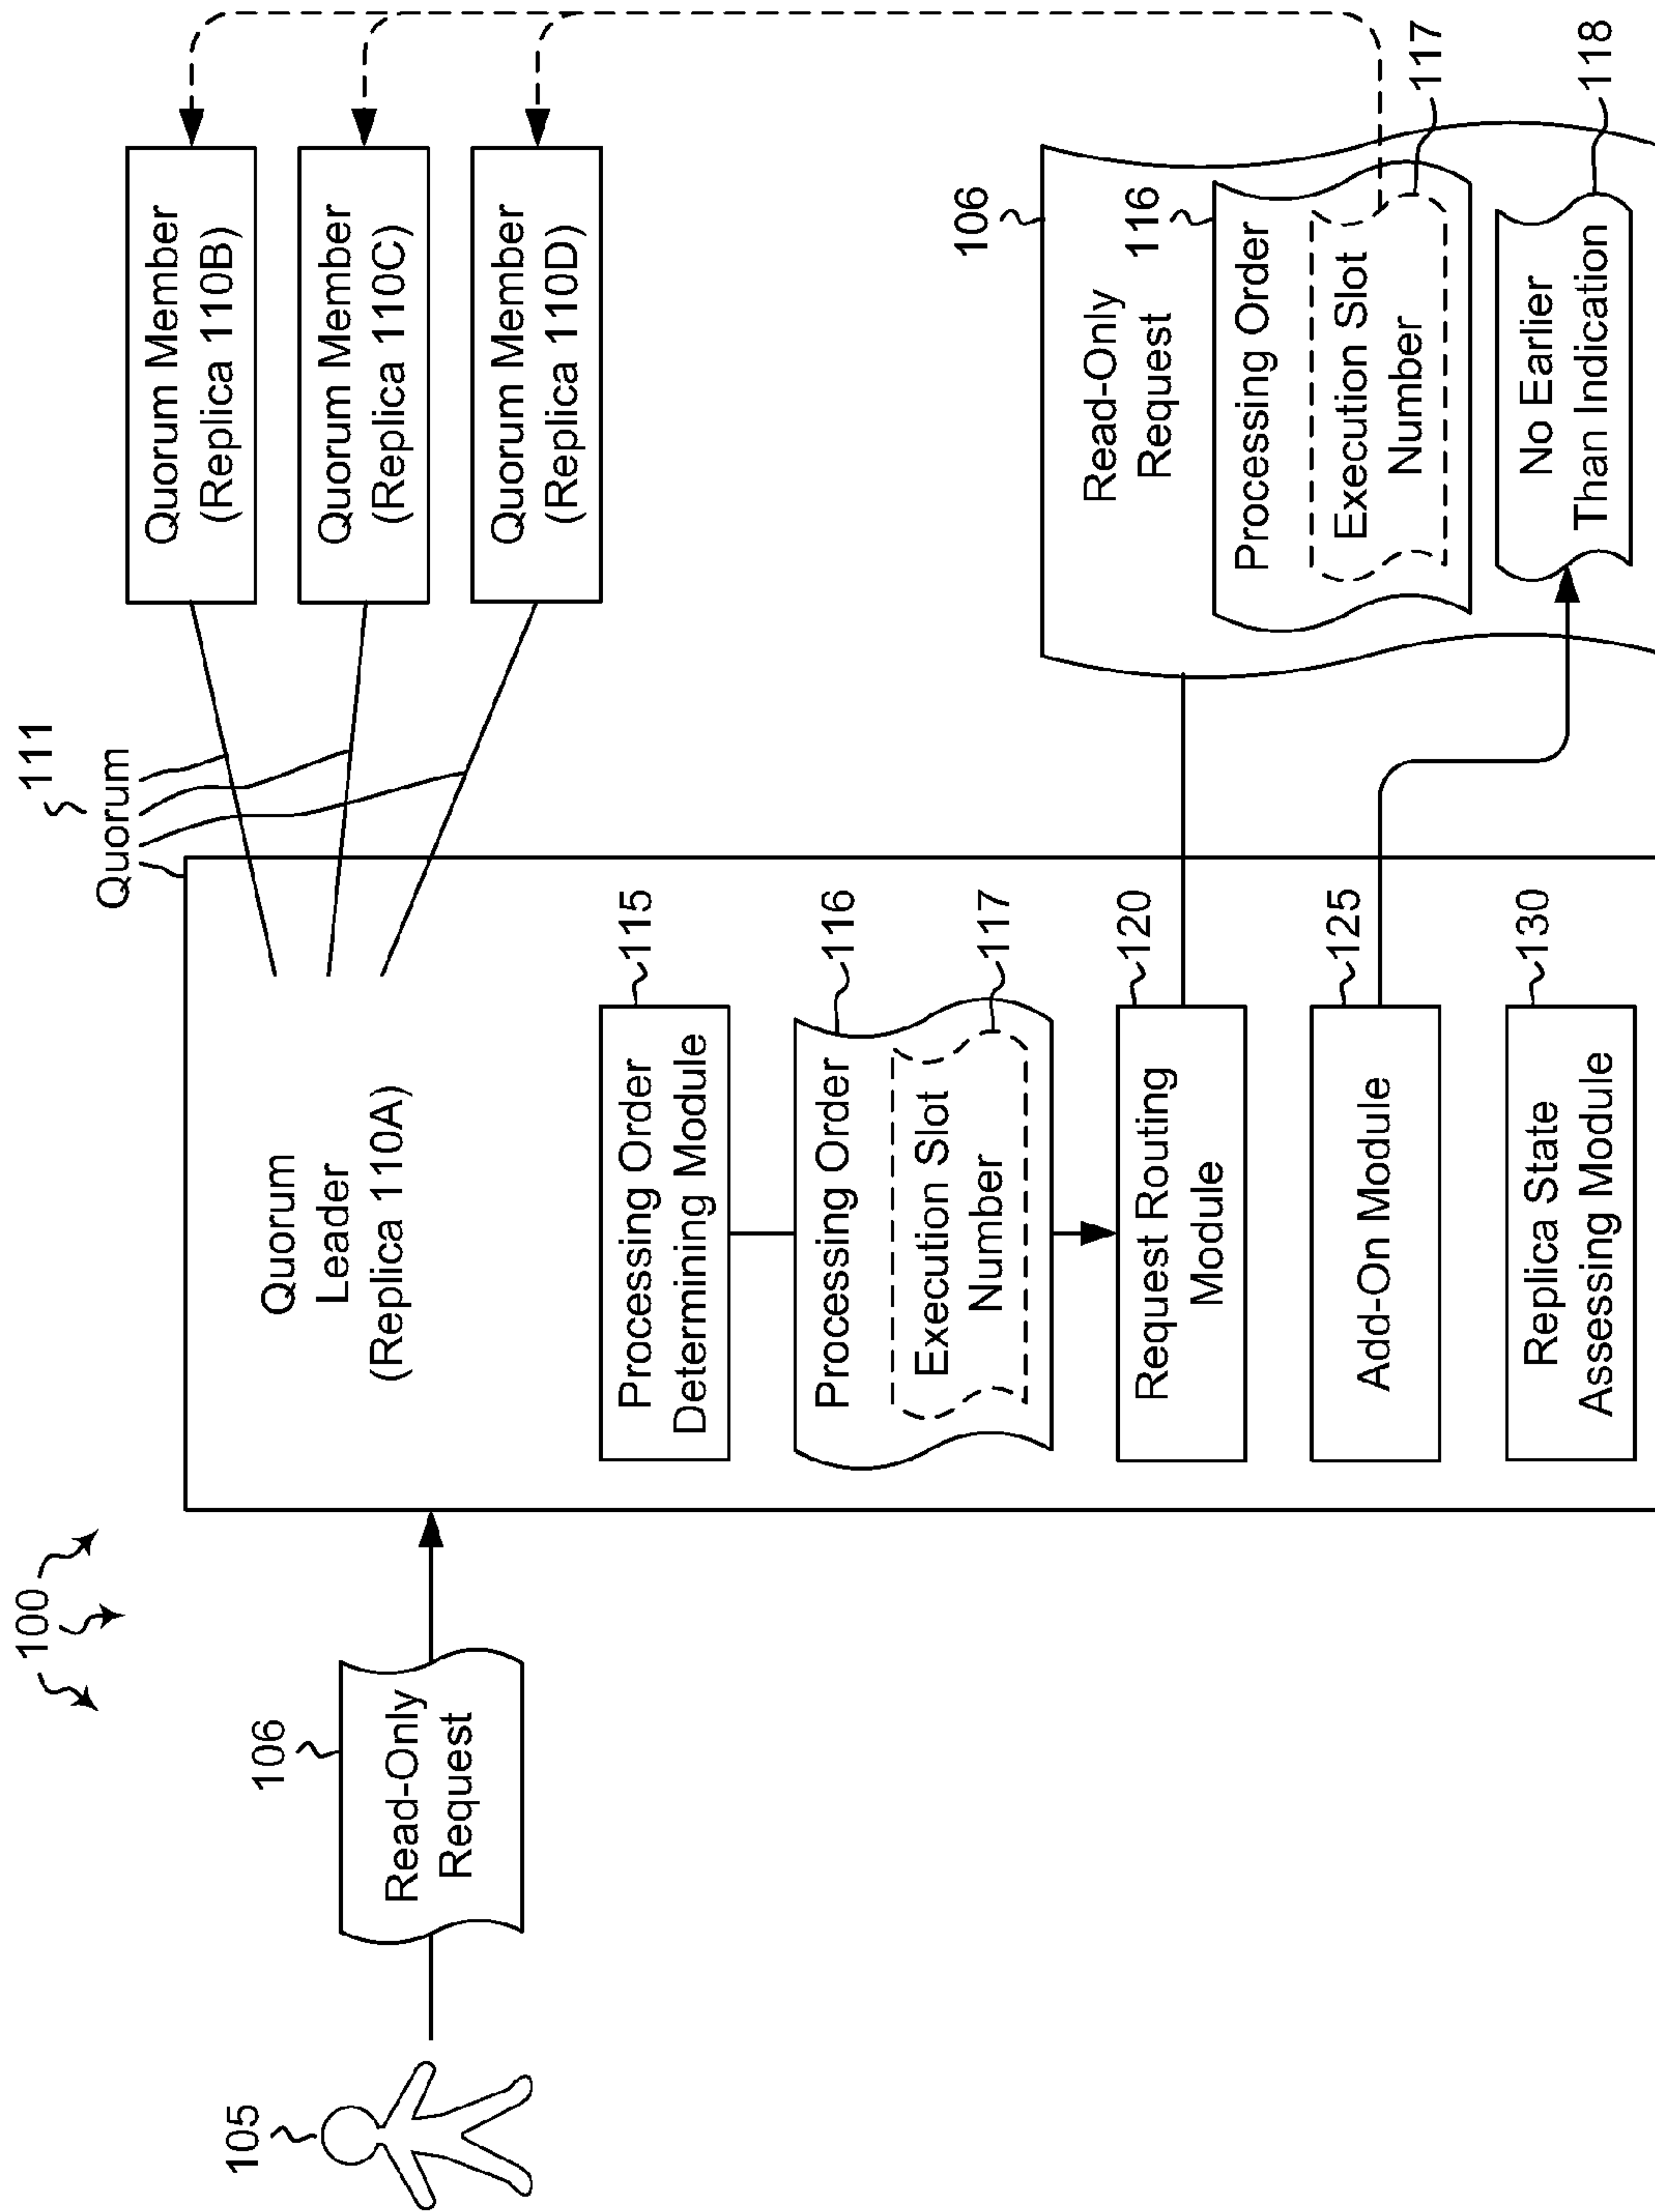 100
105
106
Read-Only
Request
Quorum
Leader
(Replica 110A)
115
Processing Order
Determining Module
116
Processing Order
117
Execution Slot
Number
120
Request Routing
Module
125
Add-On Module
130
Replica State
Assessing Module
111
Quorum
Quorum Member
(Replica 110B)
Quorum Member
(Replica 110C)
Quorum Member
(Replica 110D)
106
Read-Only
Request
116
Processing Order
Execution Slot
Number
117
No Earlier
Than Indication
118